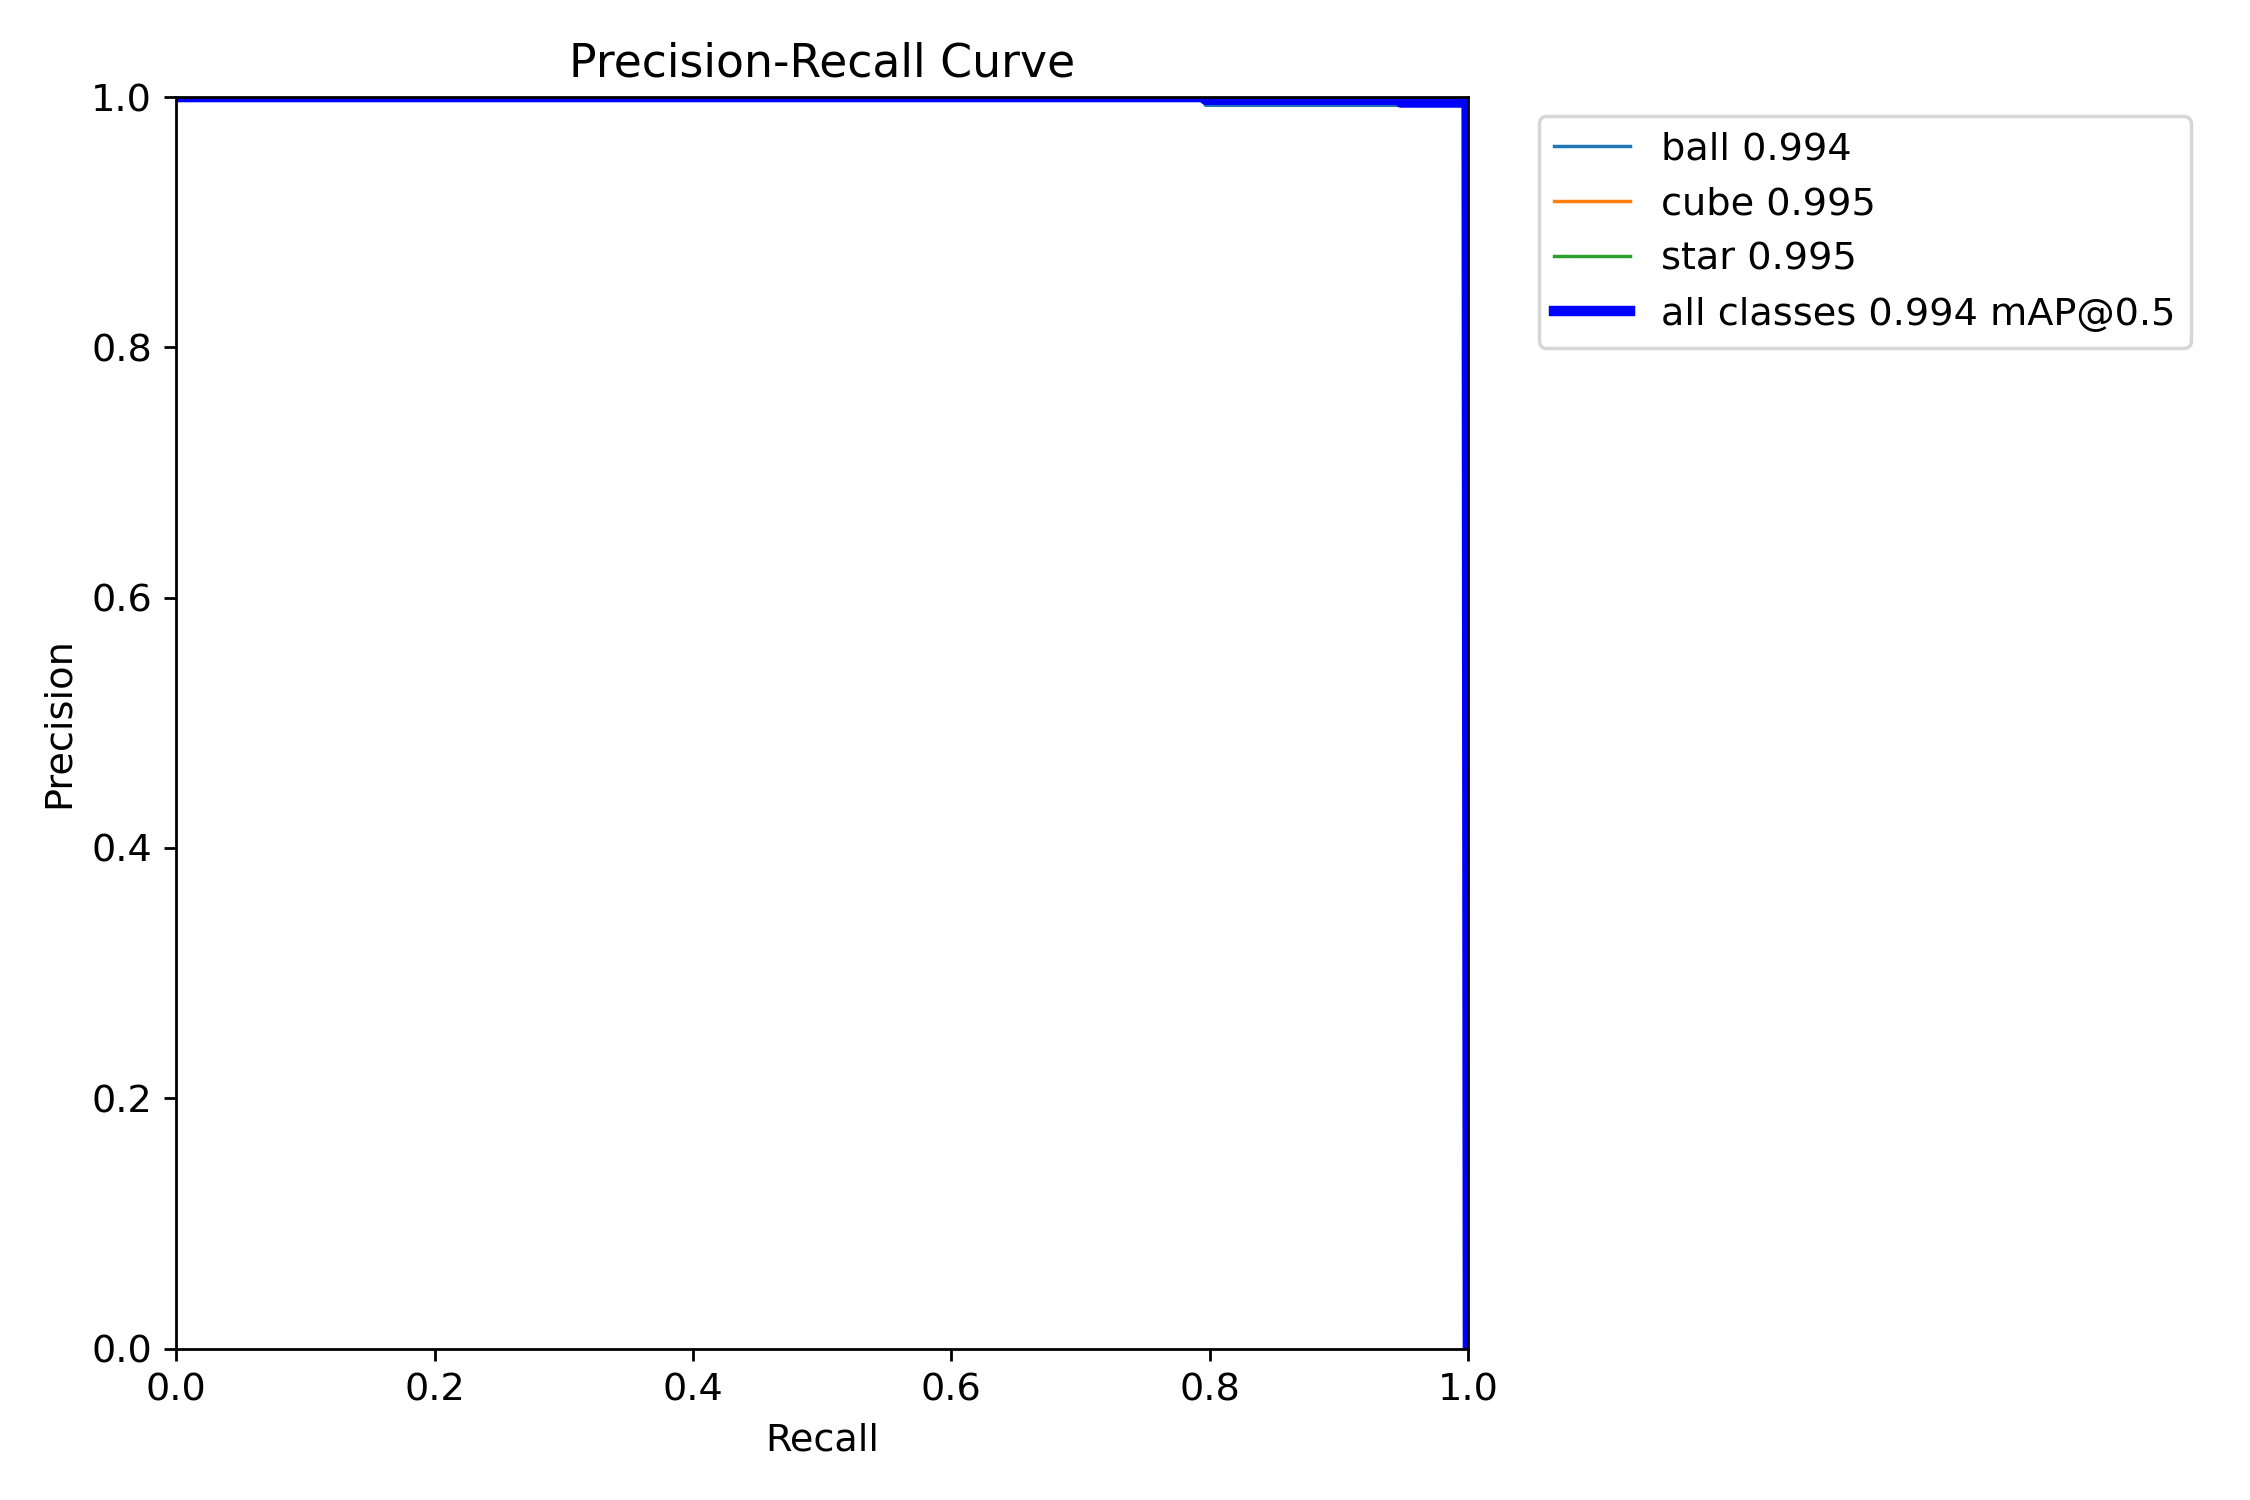 Precision-Recall Curve
1.0
0.8
0.6
0.4
0.2
0.0
Precision
0.0 0.2 0.4 0.6 0.8 1.0
Recall
ball 0.994
cube 0.995
star 0.995
all classes 0.994 mAP@0.5